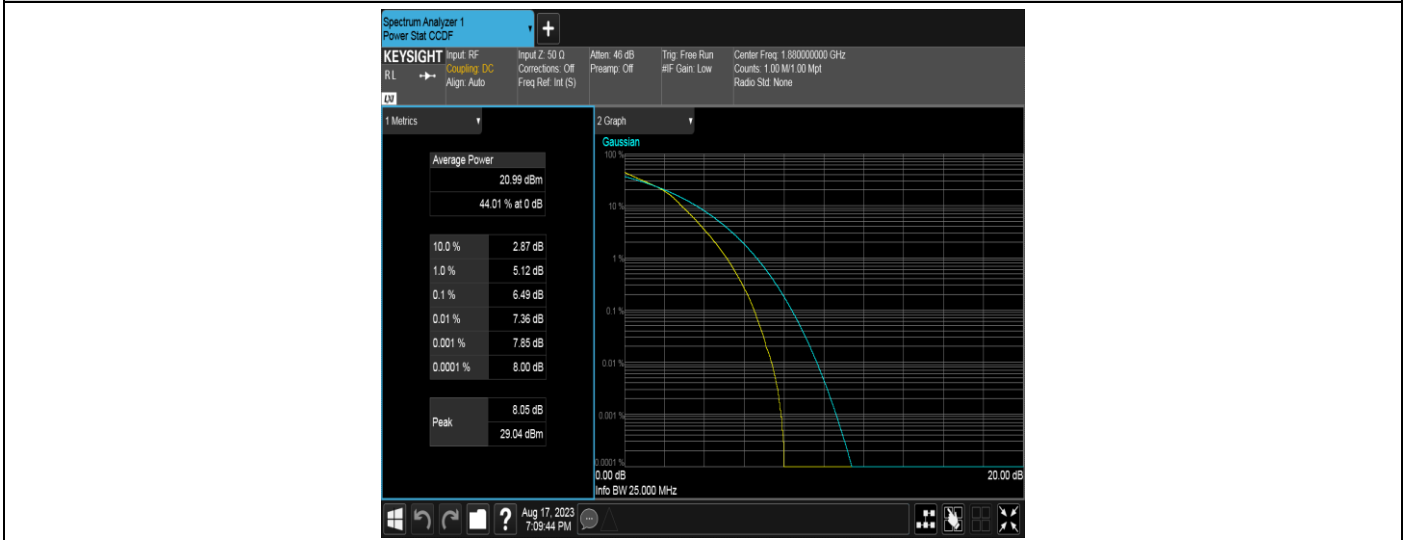 Spectrum Analyzer 1
Power Stat CCDF
+
KEYSIGHT
RL
LXI
Input: RF
Coupling: DC
Align: Auto
Input Z: 50 Ω
Corrections: Off
Freq Ref: Int (S)
Atten: 46 dB
Preamp: Off
Trig: Free Run
#IF Gain: Low
Center Freq: 1.880000000 GHz
Counts: 1.00 M/1.00 Mpt
Radio Std: None
1 Metrics
Average Power
20.99 dBm
44.01 % at 0 dB
10.0 % 2.87 dB
1.0 % 5.12 dB
0.1 % 6.49 dB
0.01 % 7.36 dB
0.001 % 7.85 dB
0.0001 % 8.00 dB
Peak
8.05 dB
29.04 dBm
2 Graph
Gaussian
100 %
10 %
1 %
0.1 %
0.01 %
0.001 %
0.0001 %
0.00 dB 20.00 dB
Info BW 25.000 MHz
?
Aug 17, 2023
7:09:44 PM